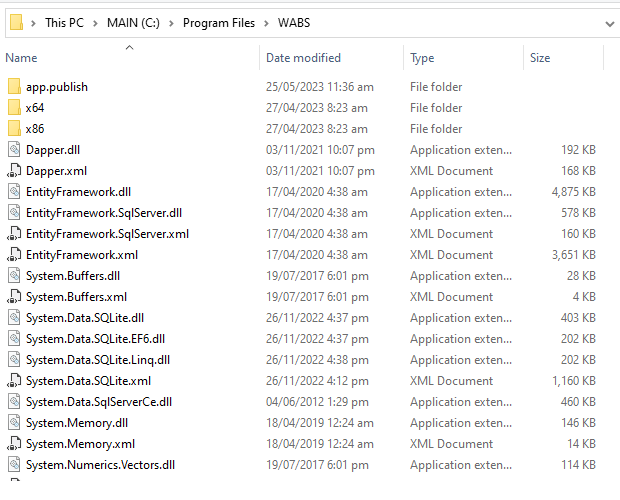 This PC > MAIN (C:) > Program Files > WABS
Name Date modified Type Size
app.publish 25/05/2023 11:36 am File folder
x64 27/04/2023 8:23 am File folder
x86 27/04/2023 8:23 am File folder
Dapper.dll 03/11/2021 10:07 pm Application exten... 192 KB
Dapper.xml 03/11/2021 10:07 pm XML Document 168 KB
EntityFramework.dll 17/04/2020 4:38 am Application exten... 4,875 KB
EntityFramework.SqlServer.dll 17/04/2020 4:38 am Application exten... 578 KB
EntityFramework.SqlServer.xml 17/04/2020 4:38 am XML Document 160 KB
EntityFramework.xml 17/04/2020 4:38 am XML Document 3,651 KB
System.Buffers.dll 19/07/2017 6:01 pm Application exten... 28 KB
System.Buffers.xml 19/07/2017 6:01 pm XML Document 4 KB
System.Data.SQLite.dll 26/11/2022 4:37 pm Application exten... 403 KB
System.Data.SQLite.EF6.dll 26/11/2022 4:37 pm Application exten... 202 KB
System.Data.SQLite.Linq.dll 26/11/2022 4:38 pm Application exten... 202 KB
System.Data.SQLite.xml 26/11/2022 4:12 pm XML Document 1,160 KB
System.Data.SqlServerCe.dll 04/06/2012 1:29 pm Application exten... 460 KB
System.Memory.dll 18/04/2019 12:24 am Application exten... 146 KB
System.Memory.xml 18/04/2019 12:24 am XML Document 14 KB
System.Numerics.Vectors.dll 19/07/2017 6:01 pm Application exten... 114 KB